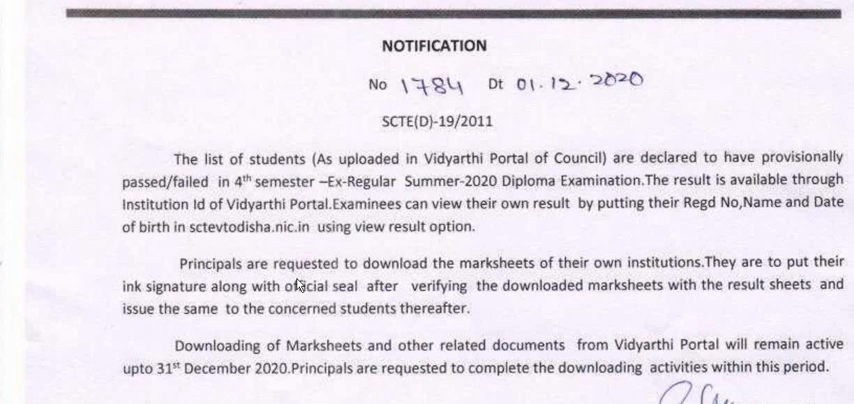 NOTIFICATION
No 1784 Dt 01.12.2020
SCTE(D)-19/2011
The list of students (As uploaded in Vidyarthi Portal of Council) are declared to have provisionally
passed/failed in 4th semester –Ex-Regular Summer-2020 Diploma Examination.The result is available through
Institution Id of Vidyarthi Portal.Examinees can view their own result by putting their Regd No,Name and Date
of birth in sctevtodisha.nic.in using view result option.
Principals are requested to download the marksheets of their own institutions.They are to put their
ink signature along with official seal after verifying the downloaded marksheets with the result sheets and
issue the same to the concerned students thereafter.
Downloading of Marksheets and other related documents from Vidyarthi Portal will remain active
upto 31st December 2020.Principals are requested to complete the downloading activities within this period.